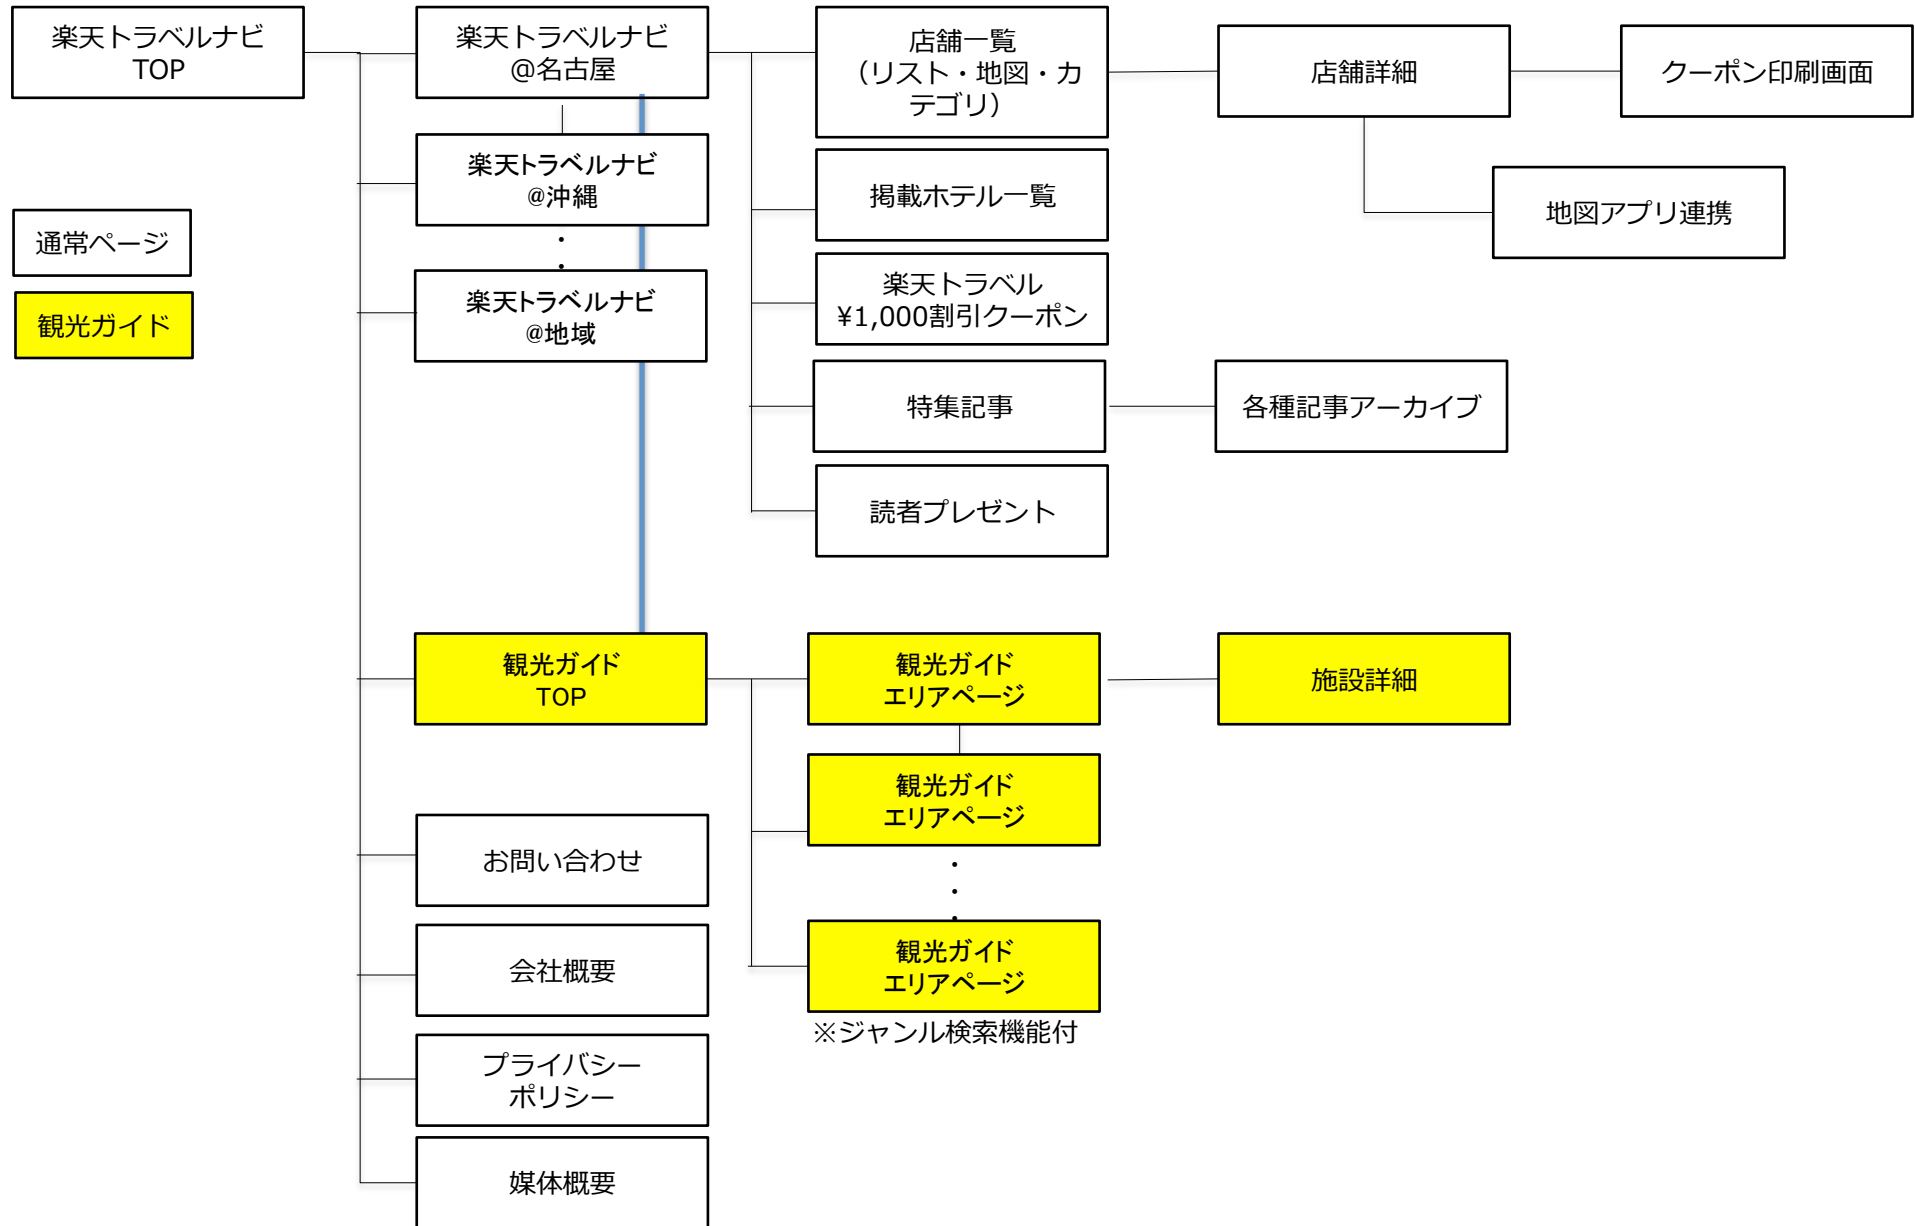 楽天トラベルナビ
TOP
楽天トラベルナビ
@名古屋
店舗一覧
（リスト・地図・カ
テゴリ）
店舗詳細
クーポン印刷画面
楽天トラベルナビ
@沖縄
・
・
掲載ホテル一覧
地図アプリ連携
通常ページ
観光ガイド
楽天トラベルナビ
@地域
楽天トラベル
¥1,000割引クーポン
特集記事
各種記事アーカイブ
読者プレゼント
観光ガイド
TOP
観光ガイド
エリアページ
施設詳細
観光ガイド
エリアページ
・
・
・
観光ガイド
エリアページ
※ジャンル検索機能付
お問い合わせ
会社概要
プライバシー
ポリシー
媒体概要